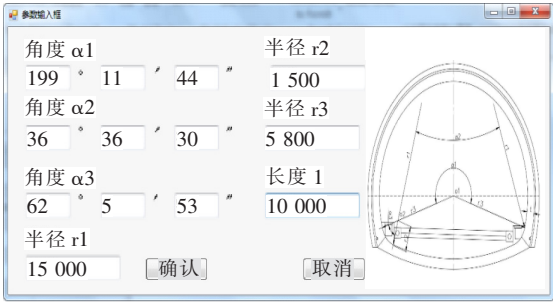 参数输入框
角度 α1
半径 r2
199 ° 11 ′ 44 ″
1 500
角度 α2
半径 r3
36 ° 36 ′ 30 ″
5 800
角度 α3
长度 1
62 ° 5 ′ 53 ″
10 000
半径 r1
15 000
确认
取消